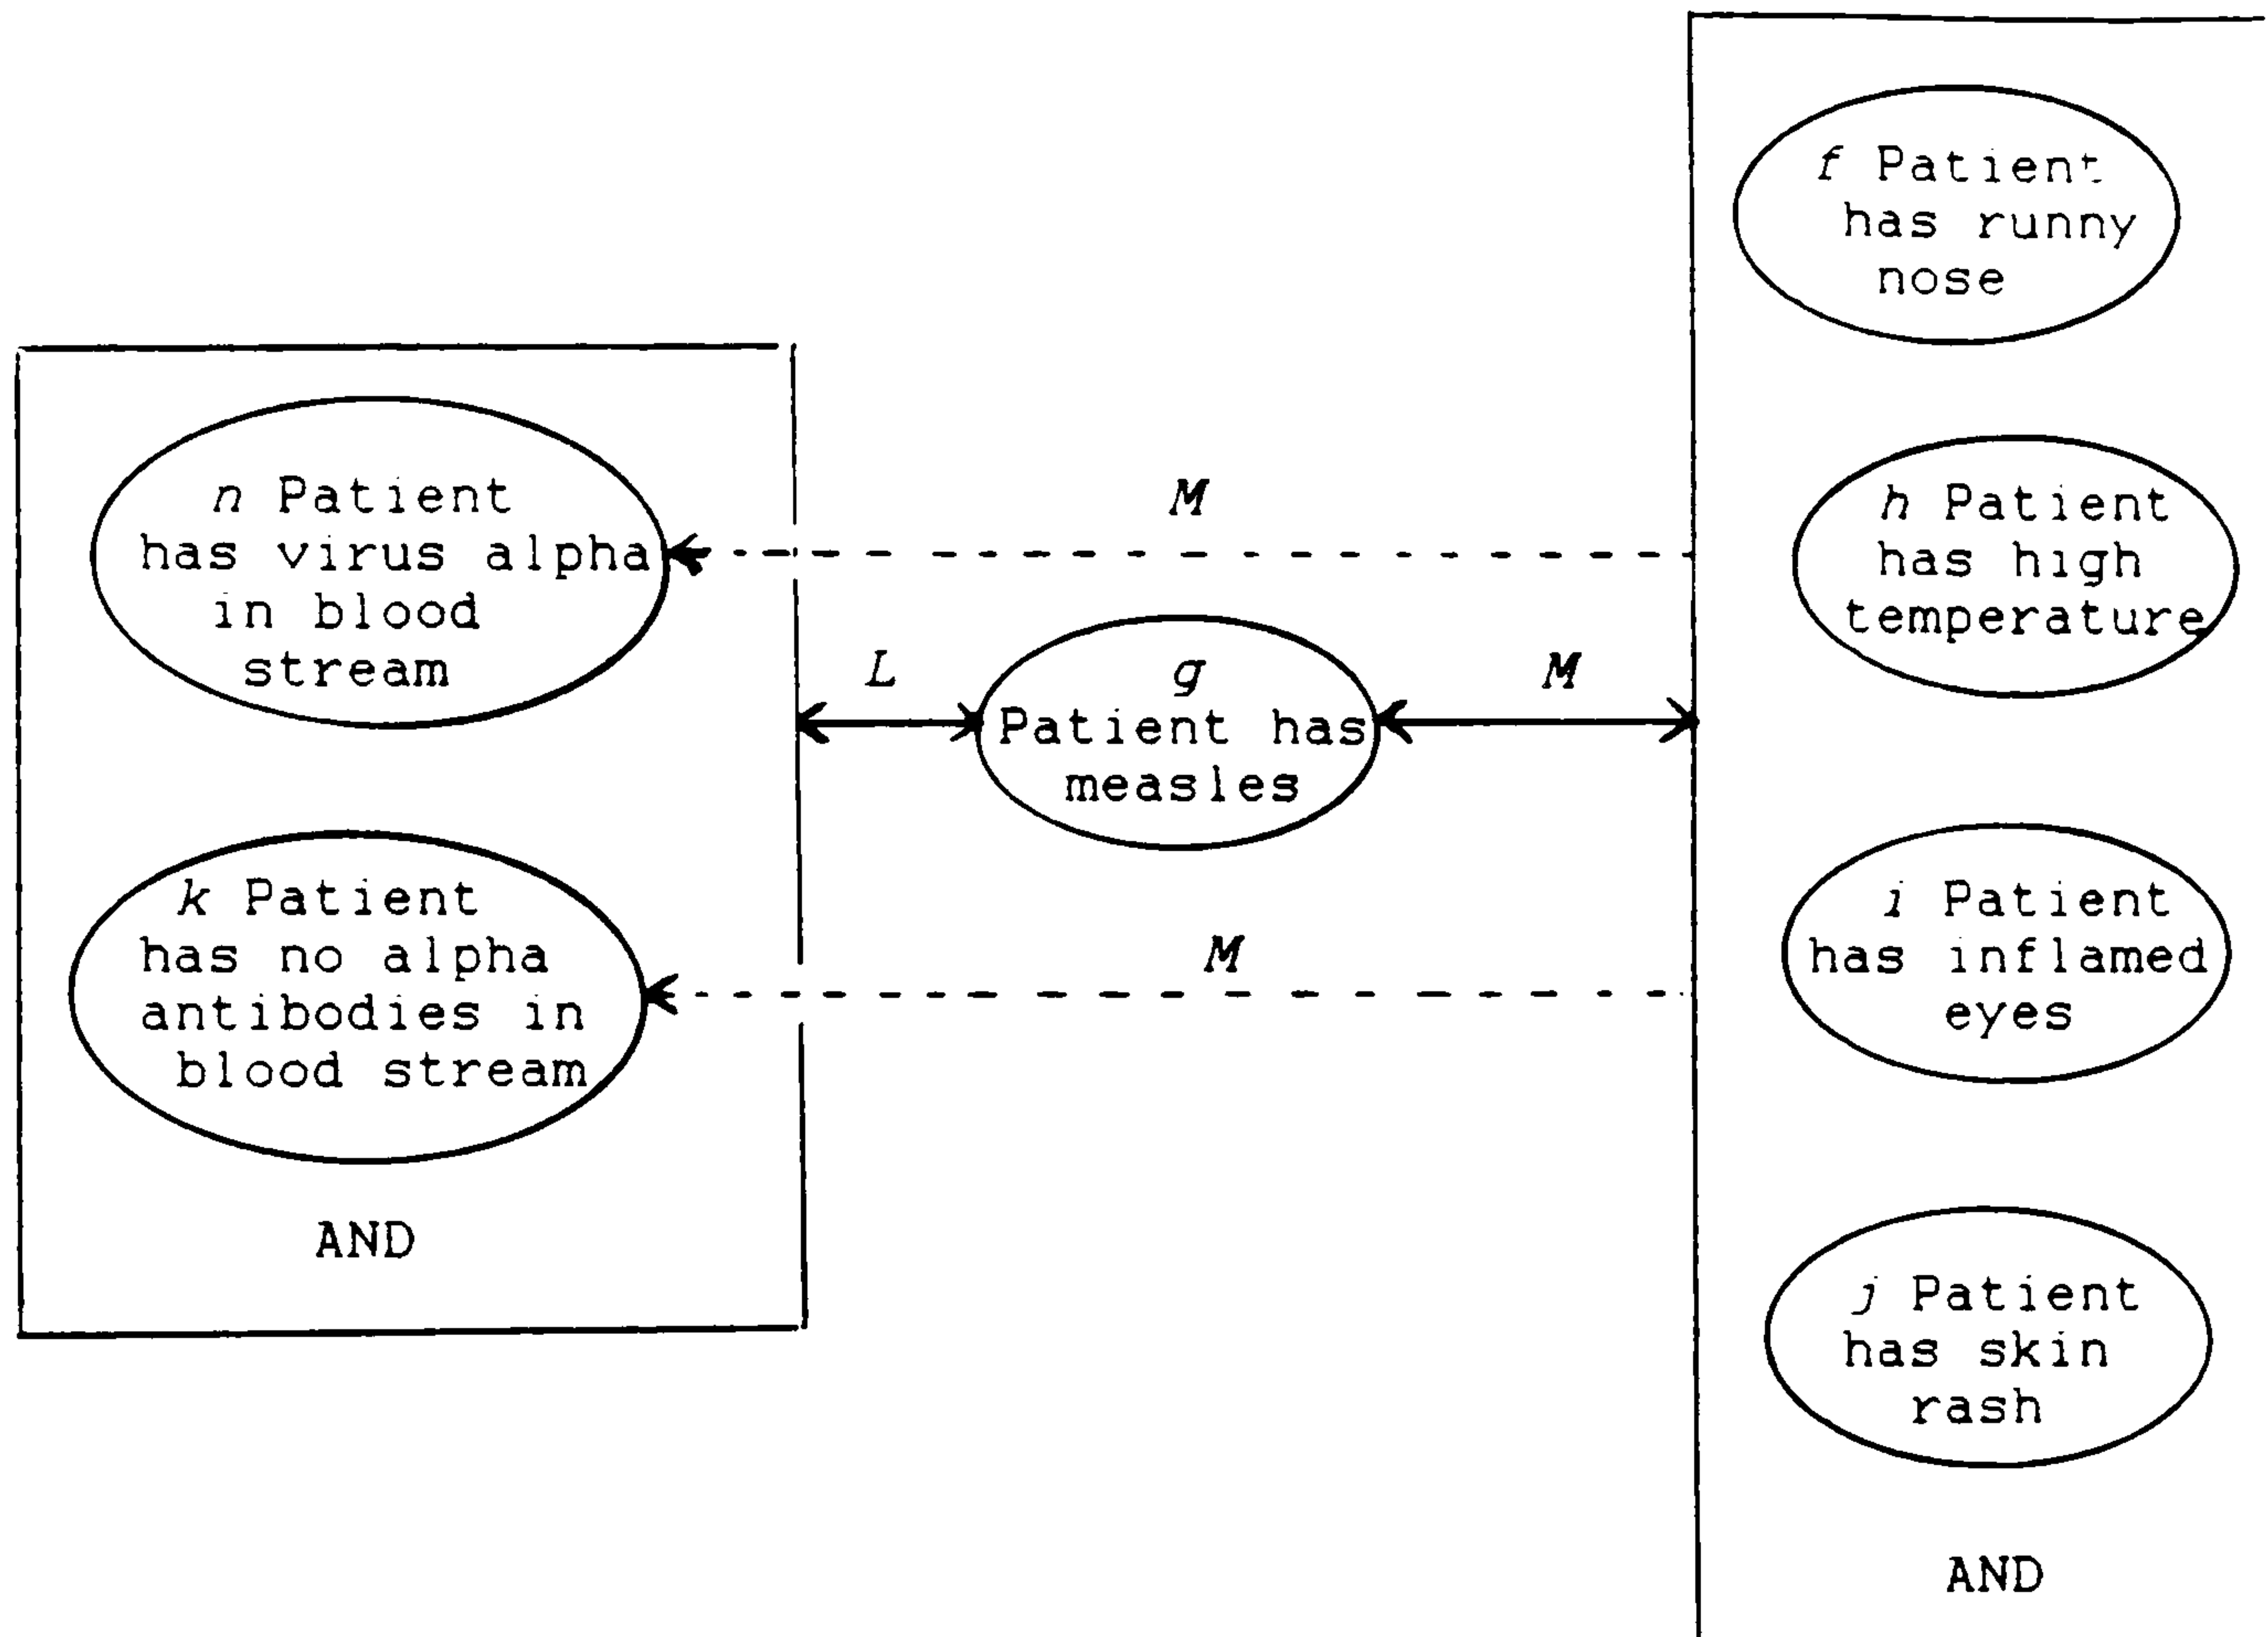 f Patient
has runny
nose
n Patient
has virus alpha
in blood
stream
M
h Patient
has high
temperature
L
g
Patient has
measles
M
k Patient
has no alpha
antibodies in
blood stream
AND
M
i Patient
has inflamed
eyes
j Patient
has skin
rash
AND